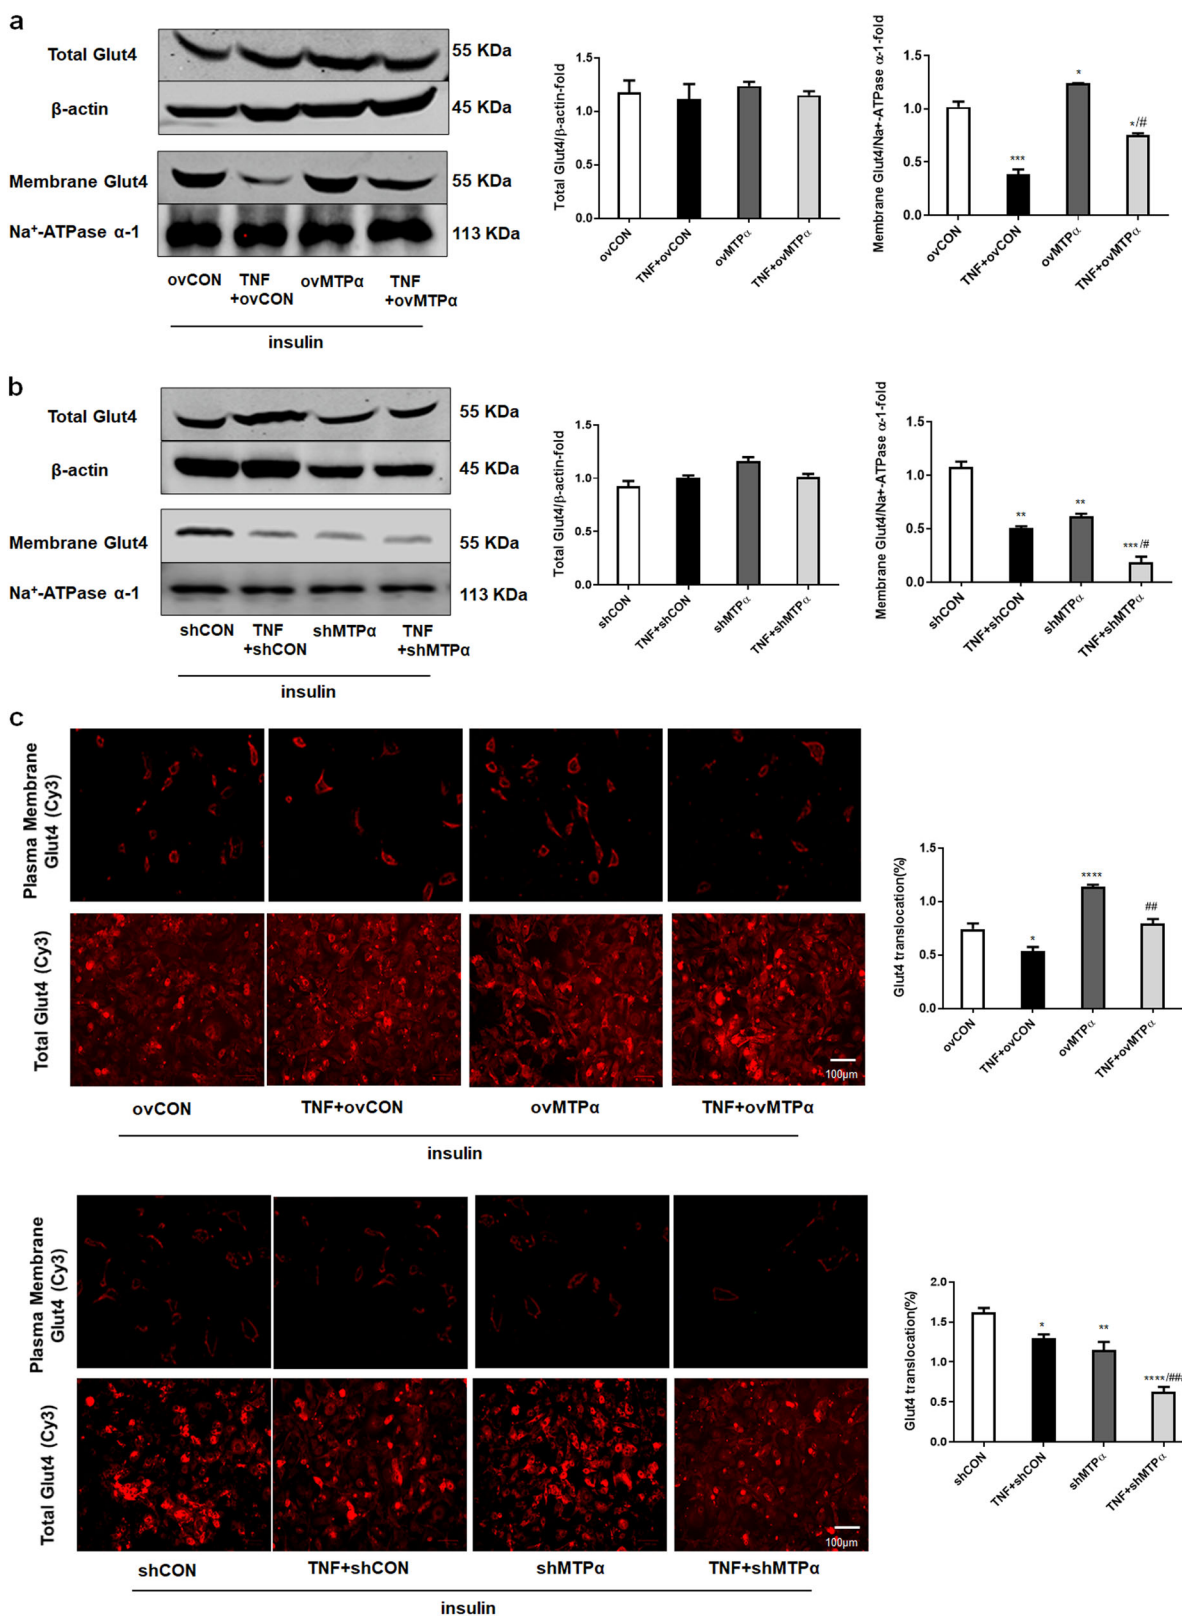 a
Total Glut4
55 KDa
β-actin
45 KDa
Membrane Glut4
55 KDa
Na⁺-ATPase α-1
113 KDa
ovCON
TNF
+ovCON
ovMTPα
TNF
+ovMTPα
insulin
Total Glut4/β-actin-fold
1.5
1.0
0.5
0.0
ovCON
TNF+ovCON
ovMTPα
TNF+ovMTPα
Membrane Glut4/Na+-ATPase α-1-fold
1.5
1.0
0.5
0.0
***
*
*/#
ovCON
TNF+ovCON
ovMTPα
TNF+ovMTPα
b
Total Glut4
55 KDa
β-actin
45 KDa
Membrane Glut4
55 KDa
Na⁺-ATPase α-1
113 KDa
shCON
TNF
+shCON
shMTPα
TNF
+shMTPα
insulin
Total Glut4/β-actin-fold
1.5
1.0
0.5
0.0
shCON
TNF+shCON
shMTPα
TNF+shMTPα
Membrane Glut4/Na+-ATPase α-1-fold
1.5
1.0
0.5
0.0
**
**
***/#
shCON
TNF+shCON
shMTPα
TNF+shMTPα
c
Plasma Membrane
Glut4 (Cy3)
Total Glut4 (Cy3)
100μm
ovCON
TNF+ovCON
ovMTPα
TNF+ovMTPα
insulin
Glut4 translocation(%)
1.5
1.0
0.5
0.0
*
****
##
ovCON
TNF+ovCON
ovMTPα
TNF+ovMTPα
Plasma Membrane
Glut4 (Cy3)
Total Glut4 (Cy3)
100μm
shCON
TNF+shCON
shMTPα
TNF+shMTPα
insulin
Glut4 translocation(%)
2.0
1.5
1.0
0.5
0.0
*
**
****/###
shCON
TNF+shCON
shMTPα
TNF+shMTPα